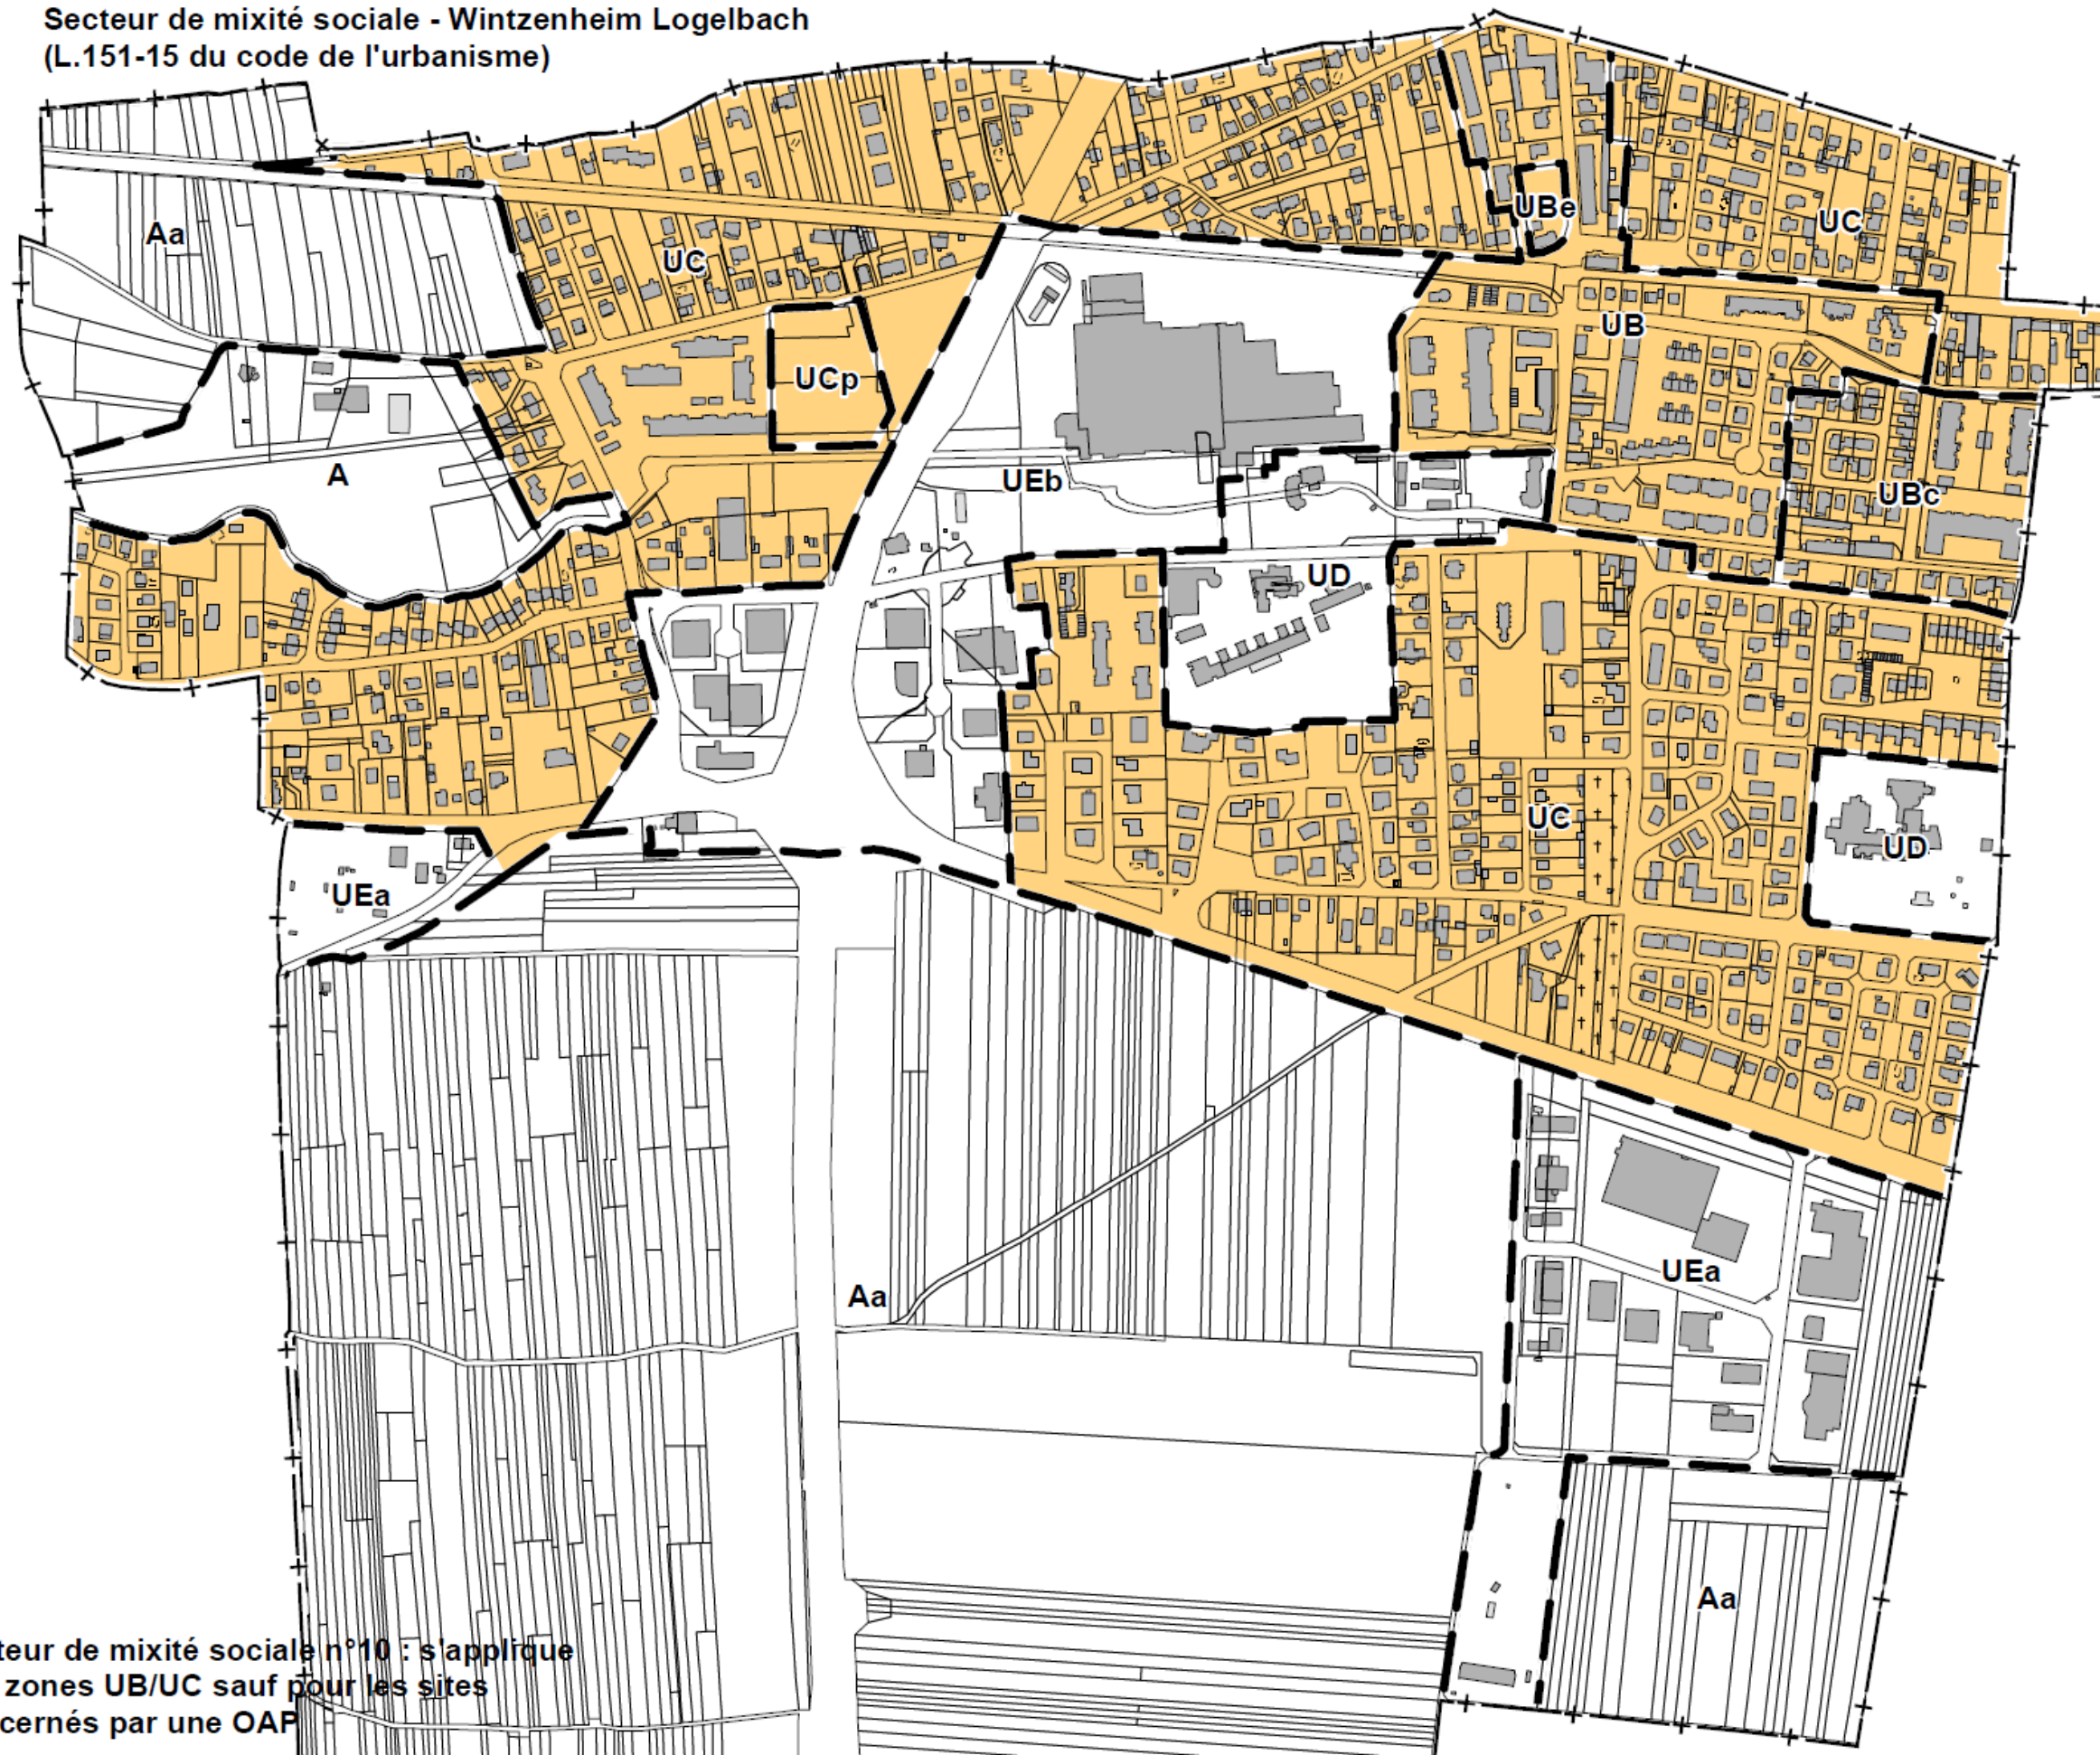 Secteur de mixité sociale - Wintzenheim Logelbach
(L.151-15 du code de l'urbanisme)
UBe
UC
Aa
UC
UB
UCp
A
UEb
UBc
UD
UC
UD
UEa
UEa
Aa
Aa
teur de mixité sociale n°10 : s'applique
zones UB/UC sauf pour les sites
cernés par une OAP